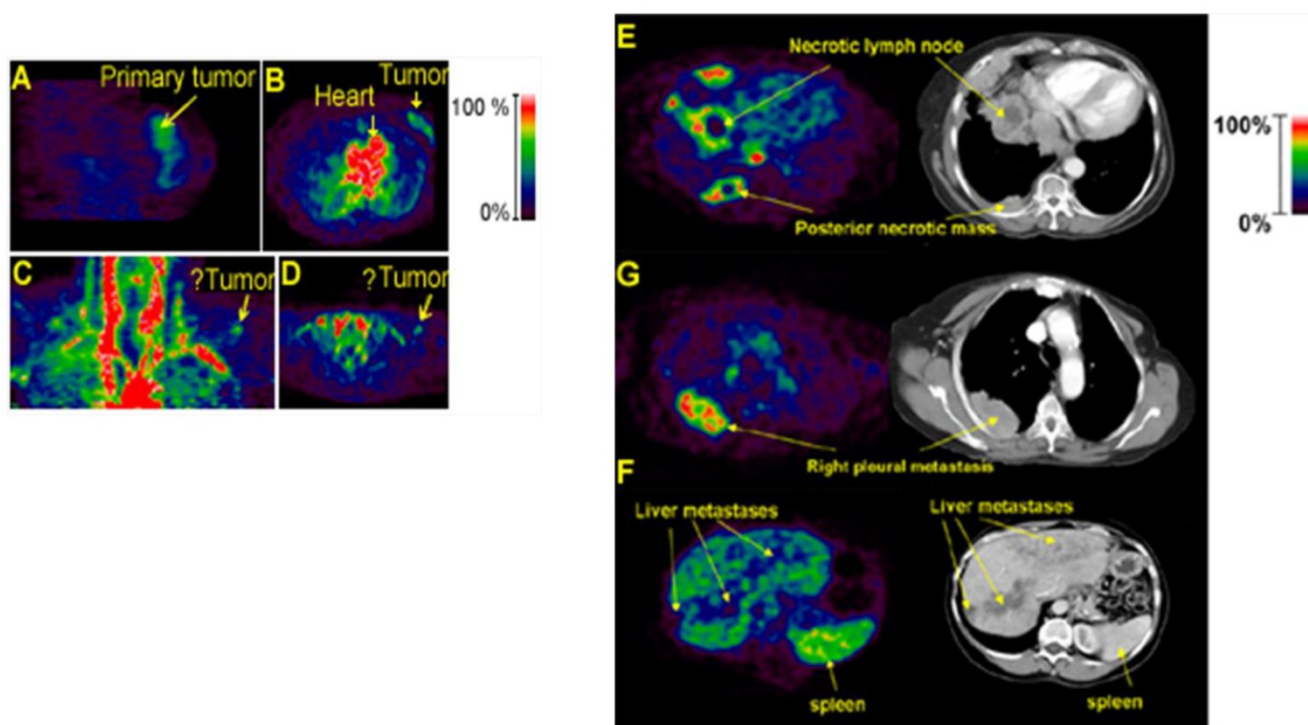 A
Primary tumor
B
Tumor
Heart
100 %
0%
C
?Tumor
D
?Tumor
E
Necrotic lymph node
Posterior necrotic mass
100%
0%
G
Right pleural metastasis
F
Liver metastases
Liver metastases
spleen
spleen